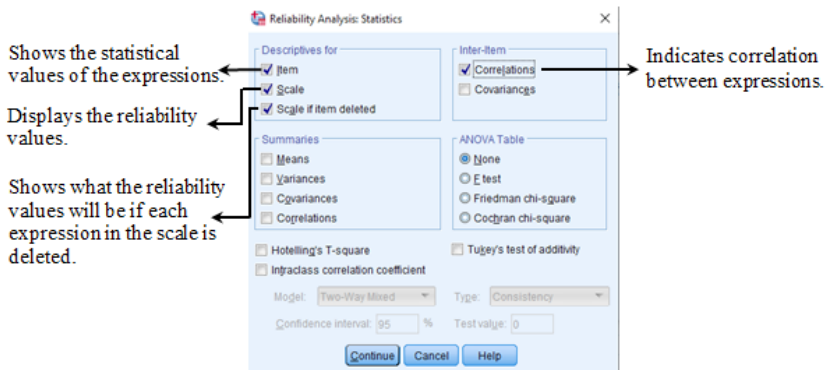 Reliability Analysis: Statistics
Shows the statistical
values of the expressions.
Displays the reliability
values.
Shows what the reliability
values will be if each
expression in the scale is
deleted.
Descriptives for
Item
Scale
Scale if item deleted
Inter-Item
Correlations
Covariances
Indicates correlation
between expressions.
Summaries
Means
Variances
Covariances
Correlations
ANOVA Table
None
F test
Friedman chi-square
Cochran chi-square
Hotelling's T-square
Tukey's test of additivity
Intraclass correlation coefficient
Model: Two-Way Mixed Type: Consistency
Confidence interval: 95 % Test value: 0
Continue Cancel Help